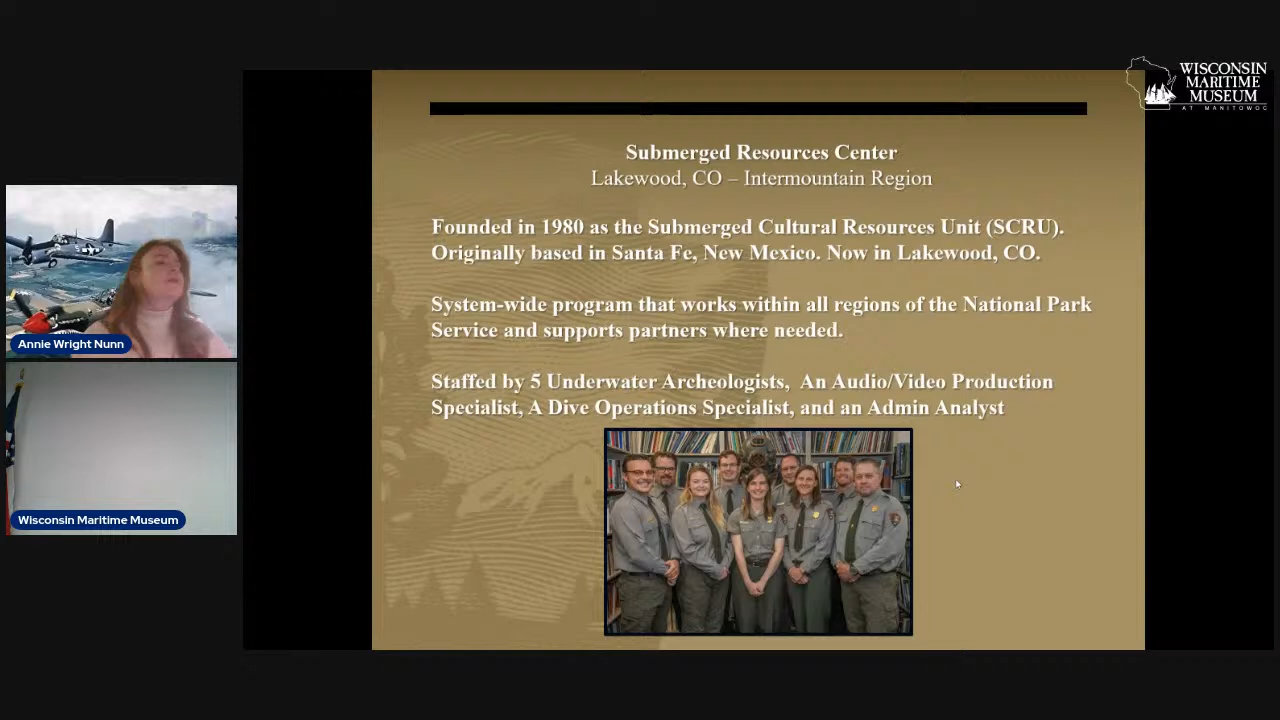 WISCONSIN
MARITIME
MUSEUM
AT MANITOWOC
Submerged Resources Center
Lakewood, CO – Intermountain Region
Founded in 1980 as the Submerged Cultural Resources Unit (SCRU).
Originally based in Santa Fe, New Mexico. Now in Lakewood, CO.
System-wide program that works within all regions of the National Park
Service and supports partners where needed.
Staffed by 5 Underwater Archeologists,  An Audio/Video Production
Specialist, A Dive Operations Specialist, and an Admin Analyst
Annie Wright Nunn
Wisconsin Maritime Museum